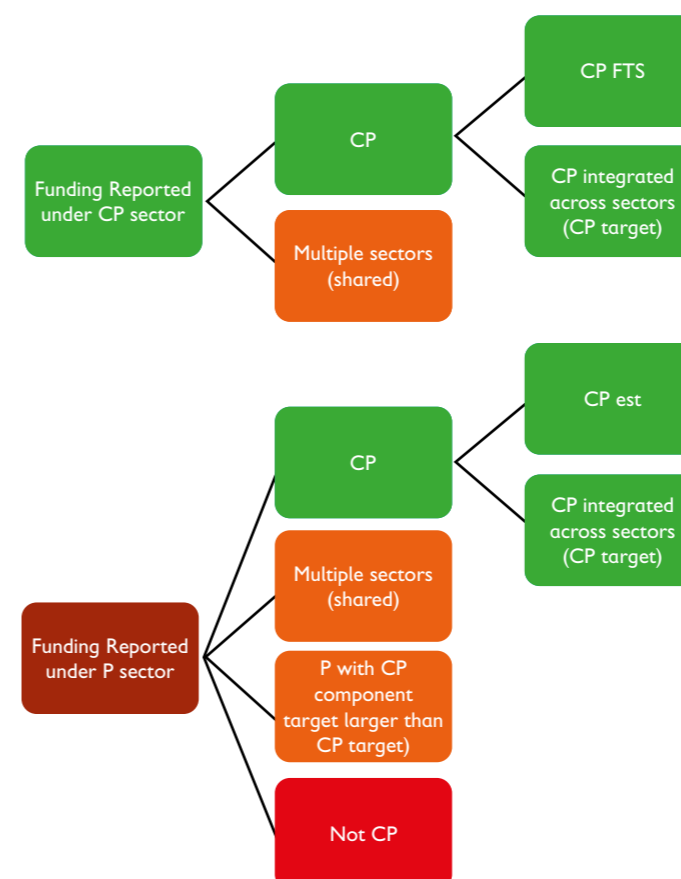 CP FTS
CP
Funding Reported
under CP sector
CP integrated
across sectors
(CP target)
Multiple sectors
(shared)
CP est
CP
CP integrated
across sectors
(CP target)
Multiple sectors
(shared)
Funding Reported
under P sector
P with CP
component
target larger than
CP target)
Not CP